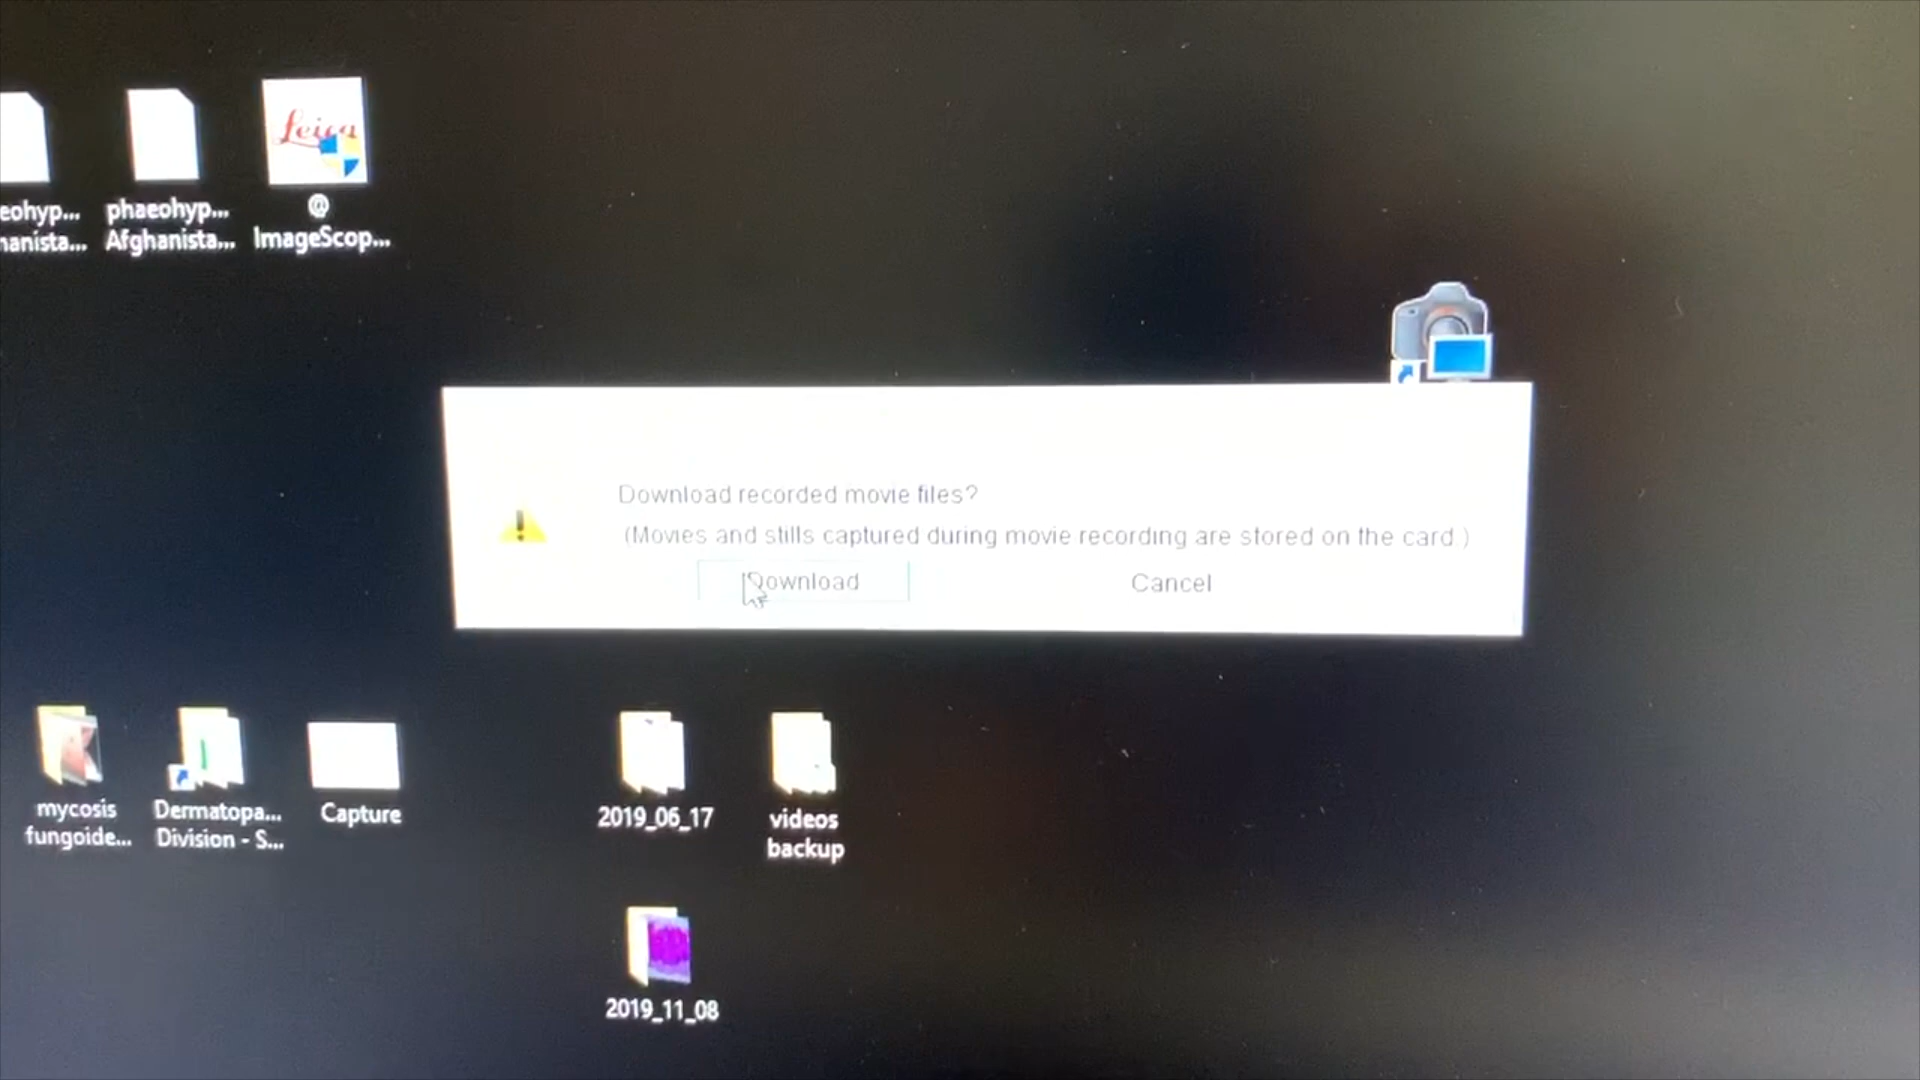 Leica
eohyp... phaeohyp... @
nanista... Afghanista... ImageScop...
Download recorded movie files?
(Movies and stills captured during movie recording are stored on the card.)
Download Cancel
mycosis Dermatopa... Capture 2019_06_17 videos
fungoide... Division - S... backup
2019_11_08